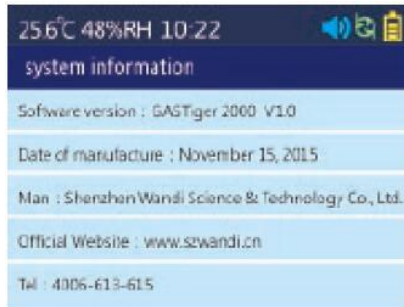 25.6℃ 48%RH 10:22
system information
Software version : GASTiger 2000 V1.0
Date of manufacture : November 15, 2015
Man : Shenzhen Wandi Science & Technology Co., Ltd.
Official Website : www.szwandi.cn
Tel : 4006-613-615